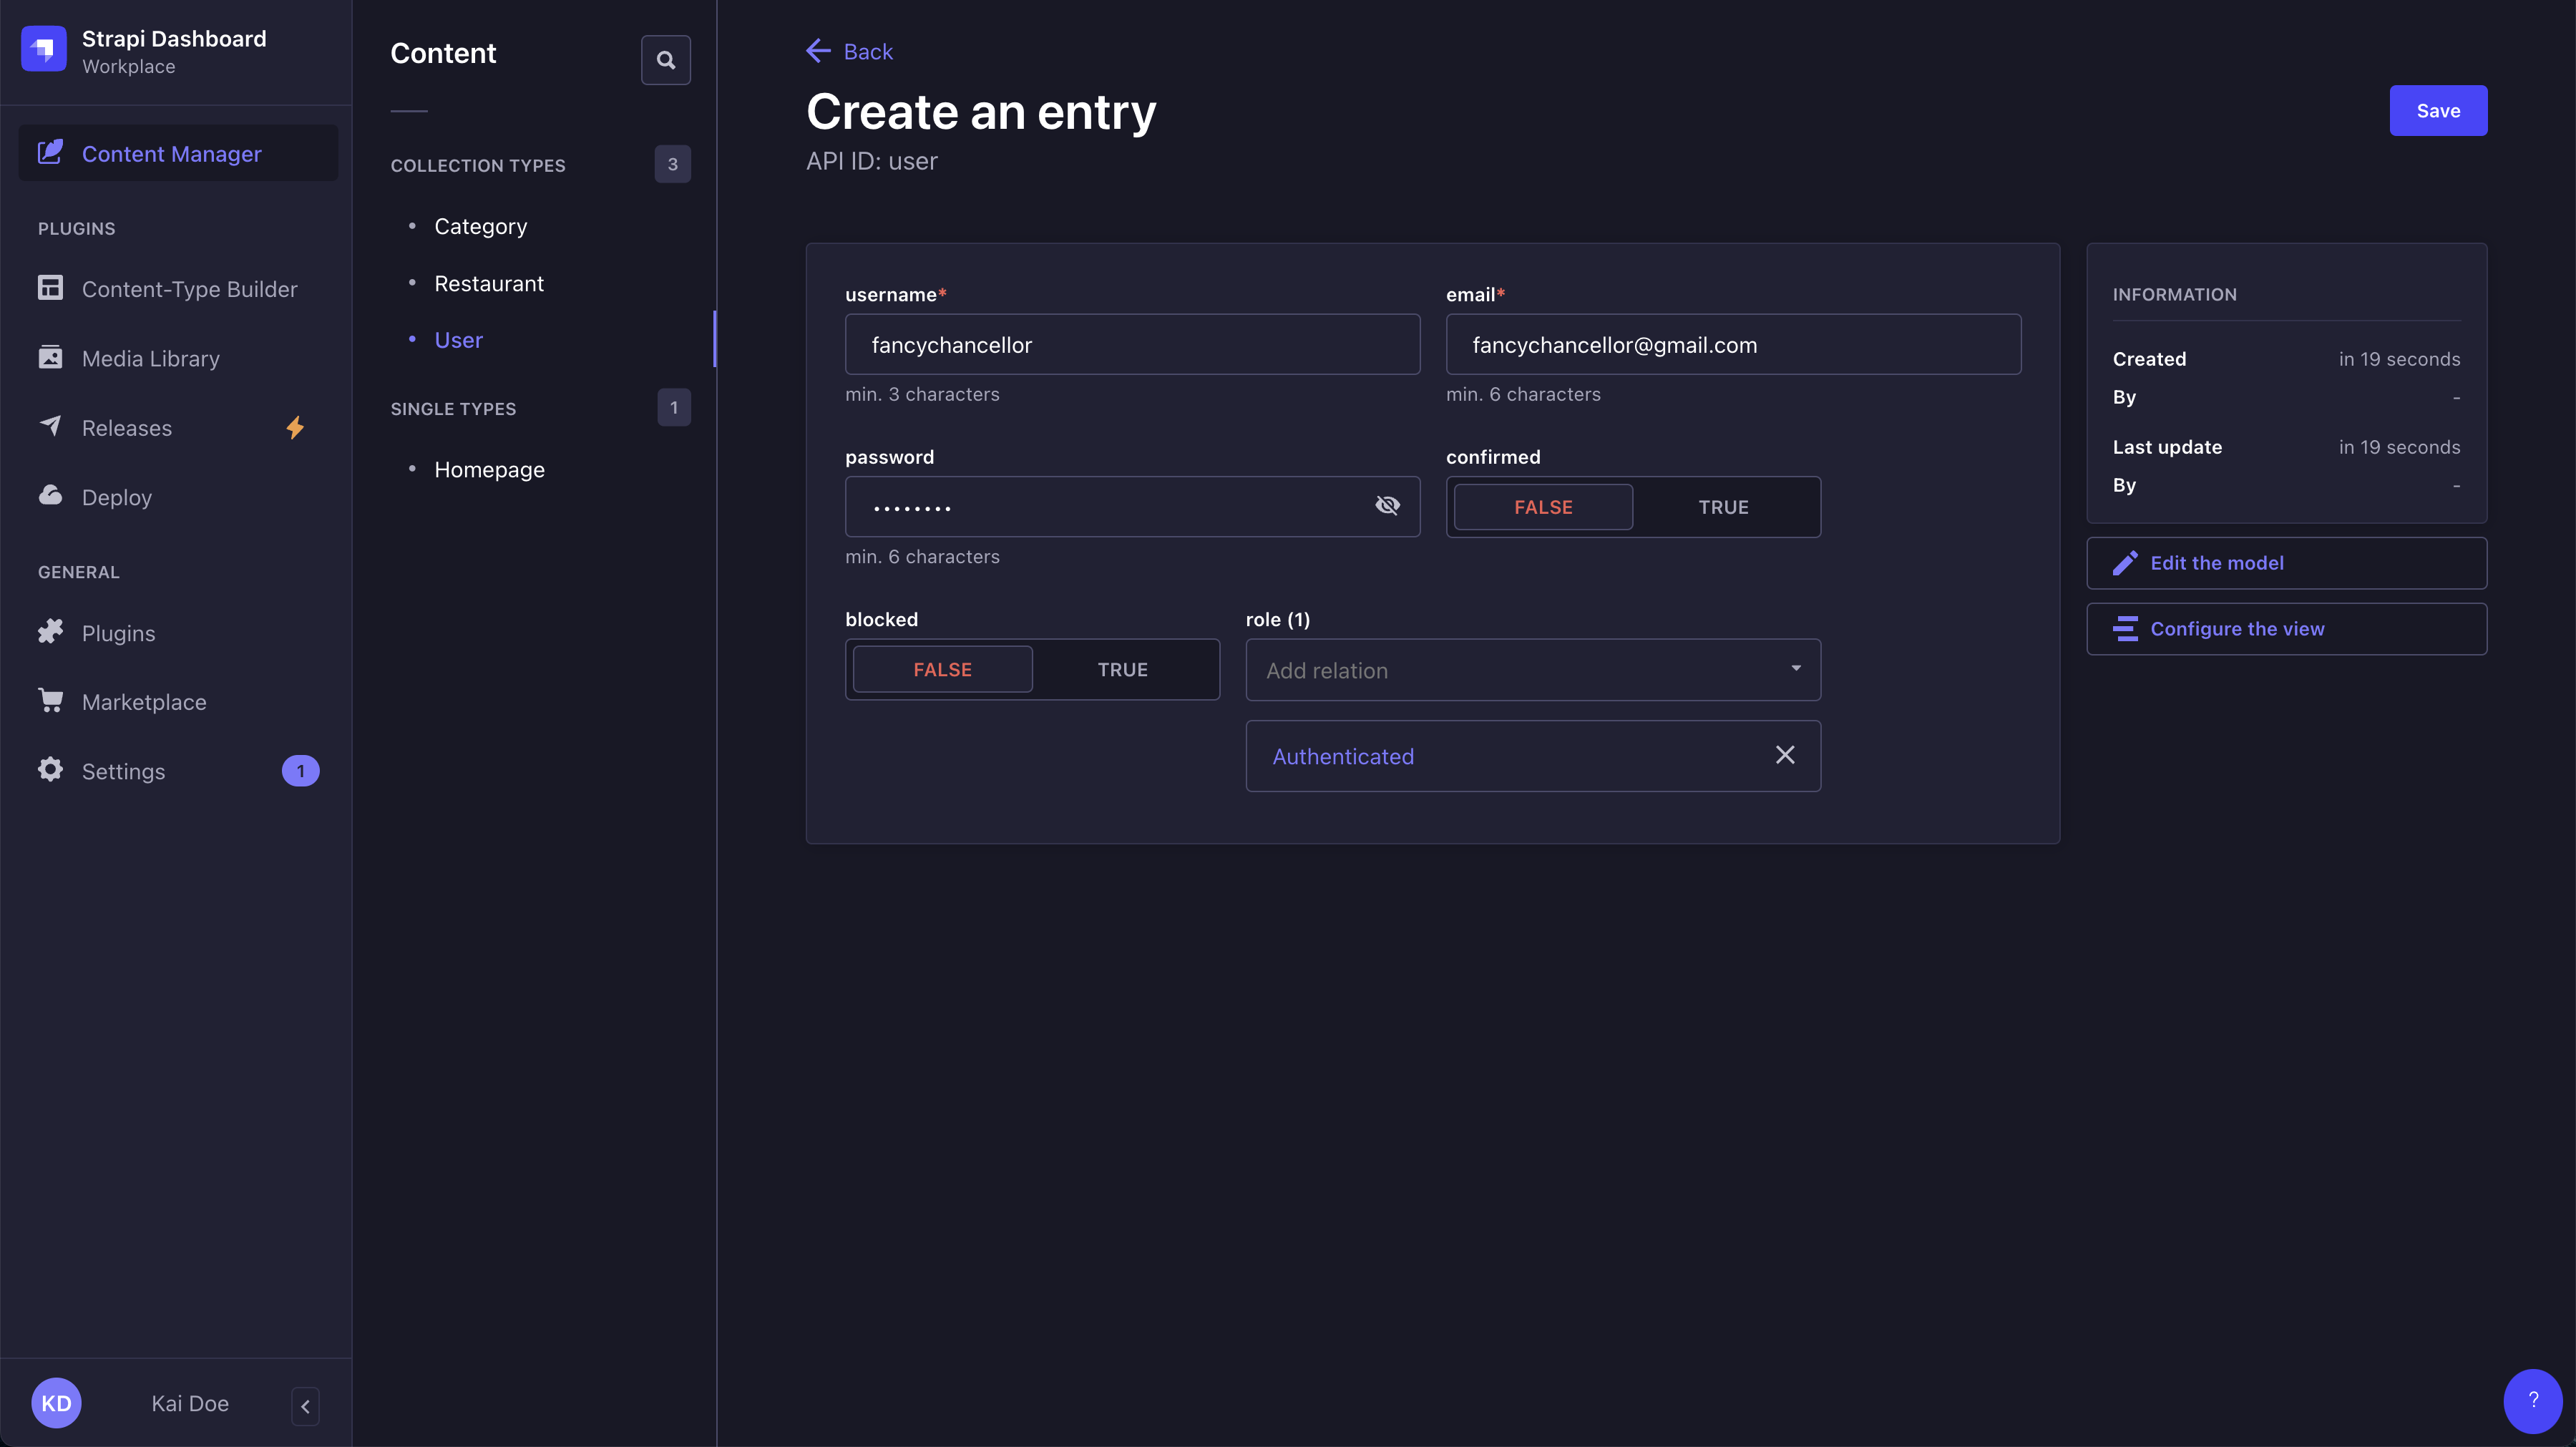 Strapi Dashboard
Workplace
Content Manager
PLUGINS
Content-Type Builder
Media Library
Releases
Deploy
GENERAL
Plugins
Marketplace
Settings
1
KD
Kai Doe
Content
COLLECTION TYPES
3
Category
Restaurant
User
SINGLE TYPES
1
Homepage
Back
Create an entry
API ID: user
Save
username*
fancychancellor
min. 3 characters
email*
fancychancellor@gmail.com
min. 6 characters
password
••••••••
min. 6 characters
confirmed
FALSE TRUE
blocked
FALSE TRUE
role (1)
Add relation
Authenticated
INFORMATION
Created in 19 seconds
By -
Last update in 19 seconds
By -
Edit the model
Configure the view
?